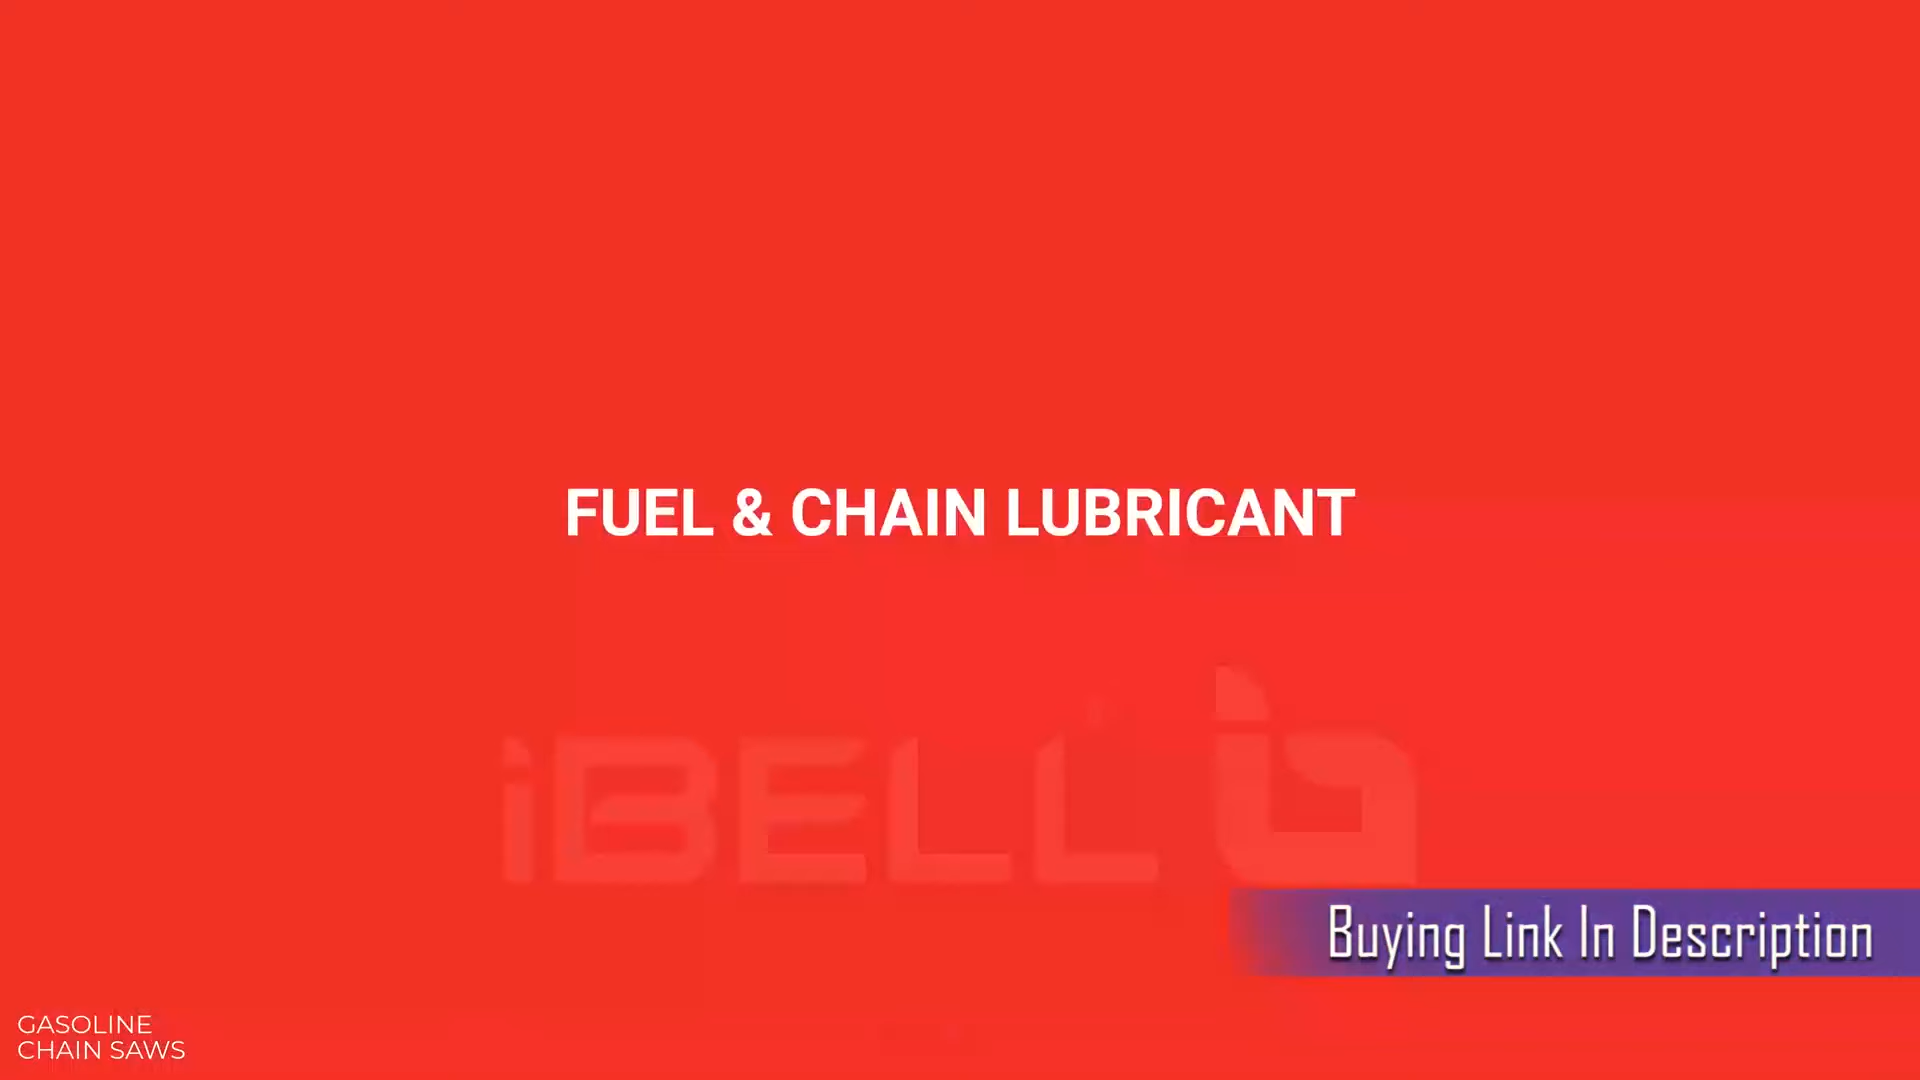 FUEL & CHAIN LUBRICANT
iBELL
Buying Link In Description
GASOLINE
CHAIN SAWS